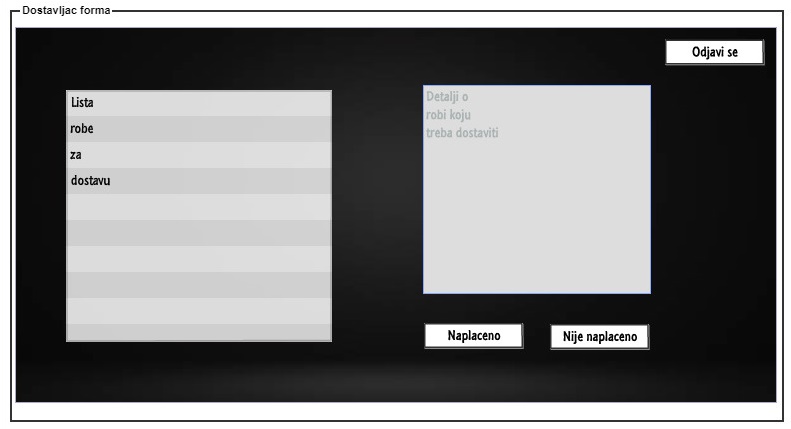 Dostavljac forma
Odjavi se
Lista
robe
za
dostavu
Detalji o
robi koju
treba dostaviti
Naplaceno
Nije naplaceno